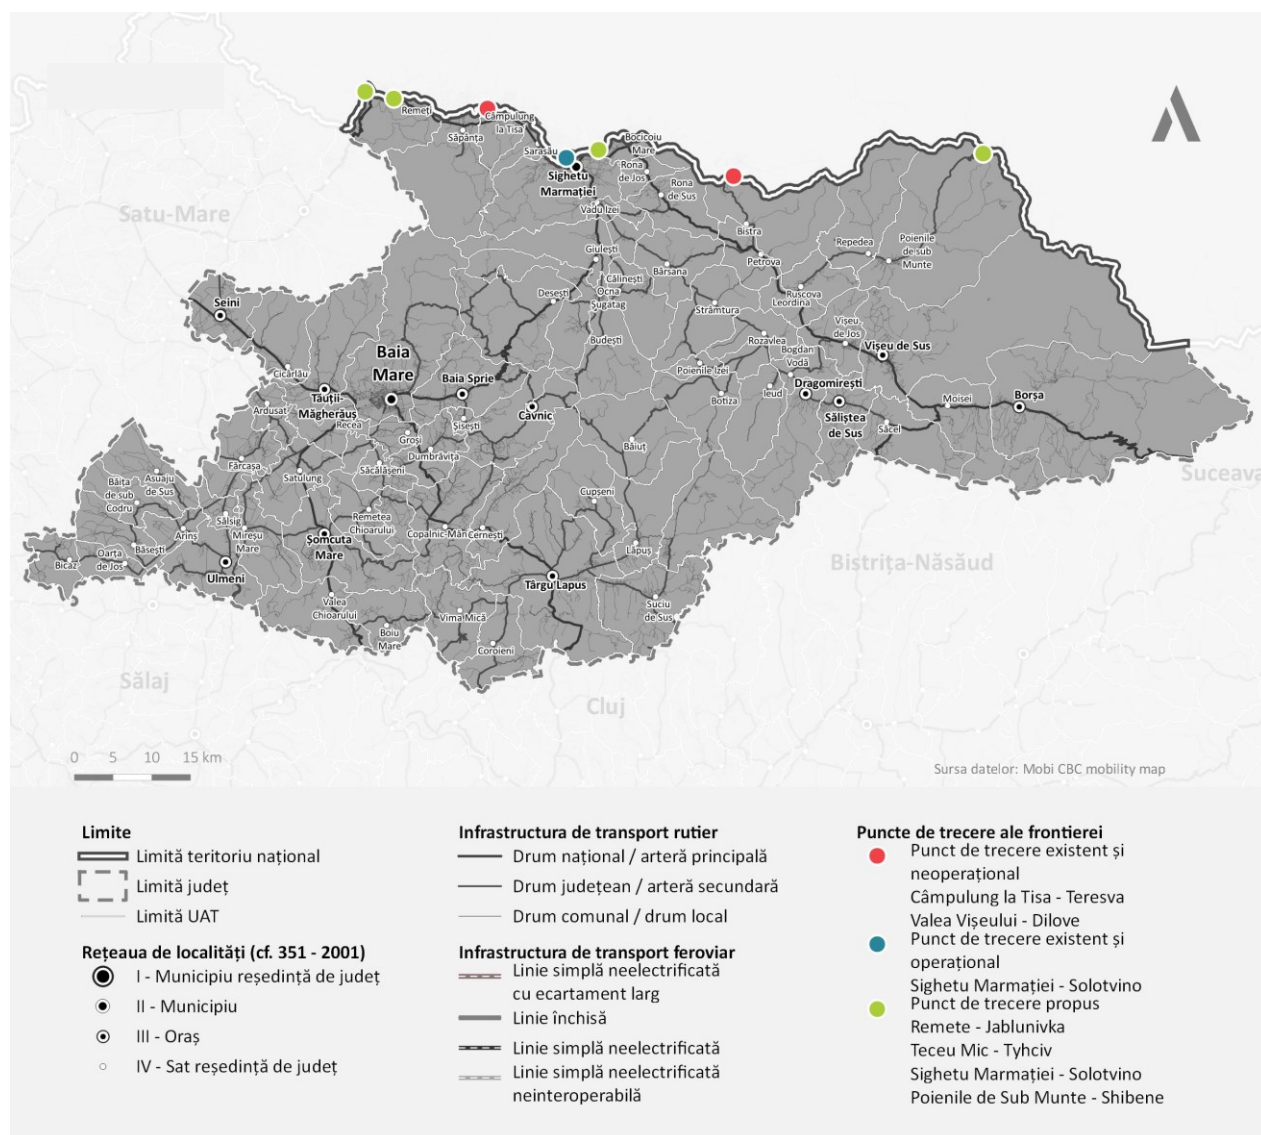 Remeți
Câmpulung
la Tisa
Săpânța
Sarasău
Bocicoiu
Mare
Sighetu
Marmației
Rona
de Jos
Rona
de Sus
Satu-Mare
Vadu Izei
Bistra
Repedea
Poienile
de sub
Munte
Giulești
Petrova
Bârsana
Călinești
Desești
Ocna
Șugatag
Ruscova
Leordina
Seini
Strâmtura
Vișeu
de Jos
Budești
Rozavlea
Vișeu de Sus
Baia
Mare
Bogdan
Vodă
Cicârlău
Poienile Izei
Baia Sprie
Dragomirești
Tăuții-
Măgherăuș
Botiza
Ieud
Borșa
Moisei
Ardusat
Cavnic
Săliștea
de Sus
Recea
Șișești
Săcel
Groși
Băiuț
Dumbrăvița
Fărcașa
Săcălășeni
Satulung
Asuaju
de Sus
Băița
de sub
Codru
Suceava
Cupșeni
Remetea
Chioarului
Sălsig
Arinș
Mireșu
Mare
Copalnic-Măn
Cernești
Șomcuta
Mare
Băsești
Oarța
de Jos
Lăpuș
Bicaz
Bistrița-Năsăud
Ulmeni
Târgu Lapus
Valea
Chioarului
Suciu
de Sus
Vima Mică
Boiu
Mare
Coroieni
Sălaj
Cluj
0 5 10 15 km
Sursa datelor: Mobi CBC mobility map
Limite
Limită teritoriu național
Limită județ
Limită UAT
Rețeaua de localități (cf. 351 - 2001)
I - Municipiu reședință de județ
II - Municipiu
III - Oraș
IV - Sat reședință de județ
Infrastructura de transport rutier
Drum național / arteră principală
Drum județean / arteră secundară
Drum comunal / drum local
Infrastructura de transport feroviar
Linie simplă neelectrificată
cu ecartament larg
Linie închisă
Linie simplă neelectrificată
Linie simplă neelectrificată
neinteroperabilă
Puncte de trecere ale frontierei
Punct de trecere existent și
neoperațional
Câmpulung la Tisa - Teresva
Valea Vișeului - Dilove
Punct de trecere existent și
operațional
Sighetu Marmației - Solotvino
Punct de trecere propus
Remete - Jablunivka
Teceu Mic - Tyhciv
Sighetu Marmației - Solotvino
Poienile de Sub Munte - Shibene